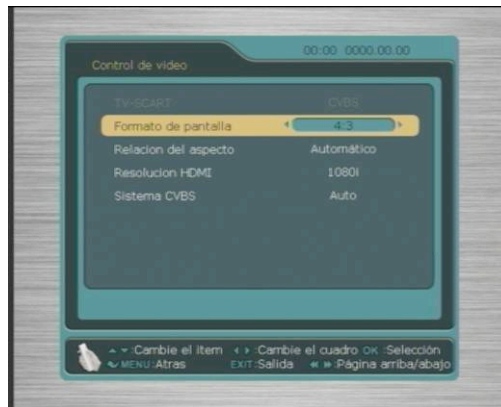 00:00 0000.00.00
Control de video
TV-SCART CVBS
Formato de pantalla 4:3
Relacion del aspecto Automático
Resolucion HDMI 1080i
Sistema CVBS Auto
:Cambie el item :Cambie el cuadro OK :Selección
MENU:Atras EXIT:Salida :Página arriba/abajo